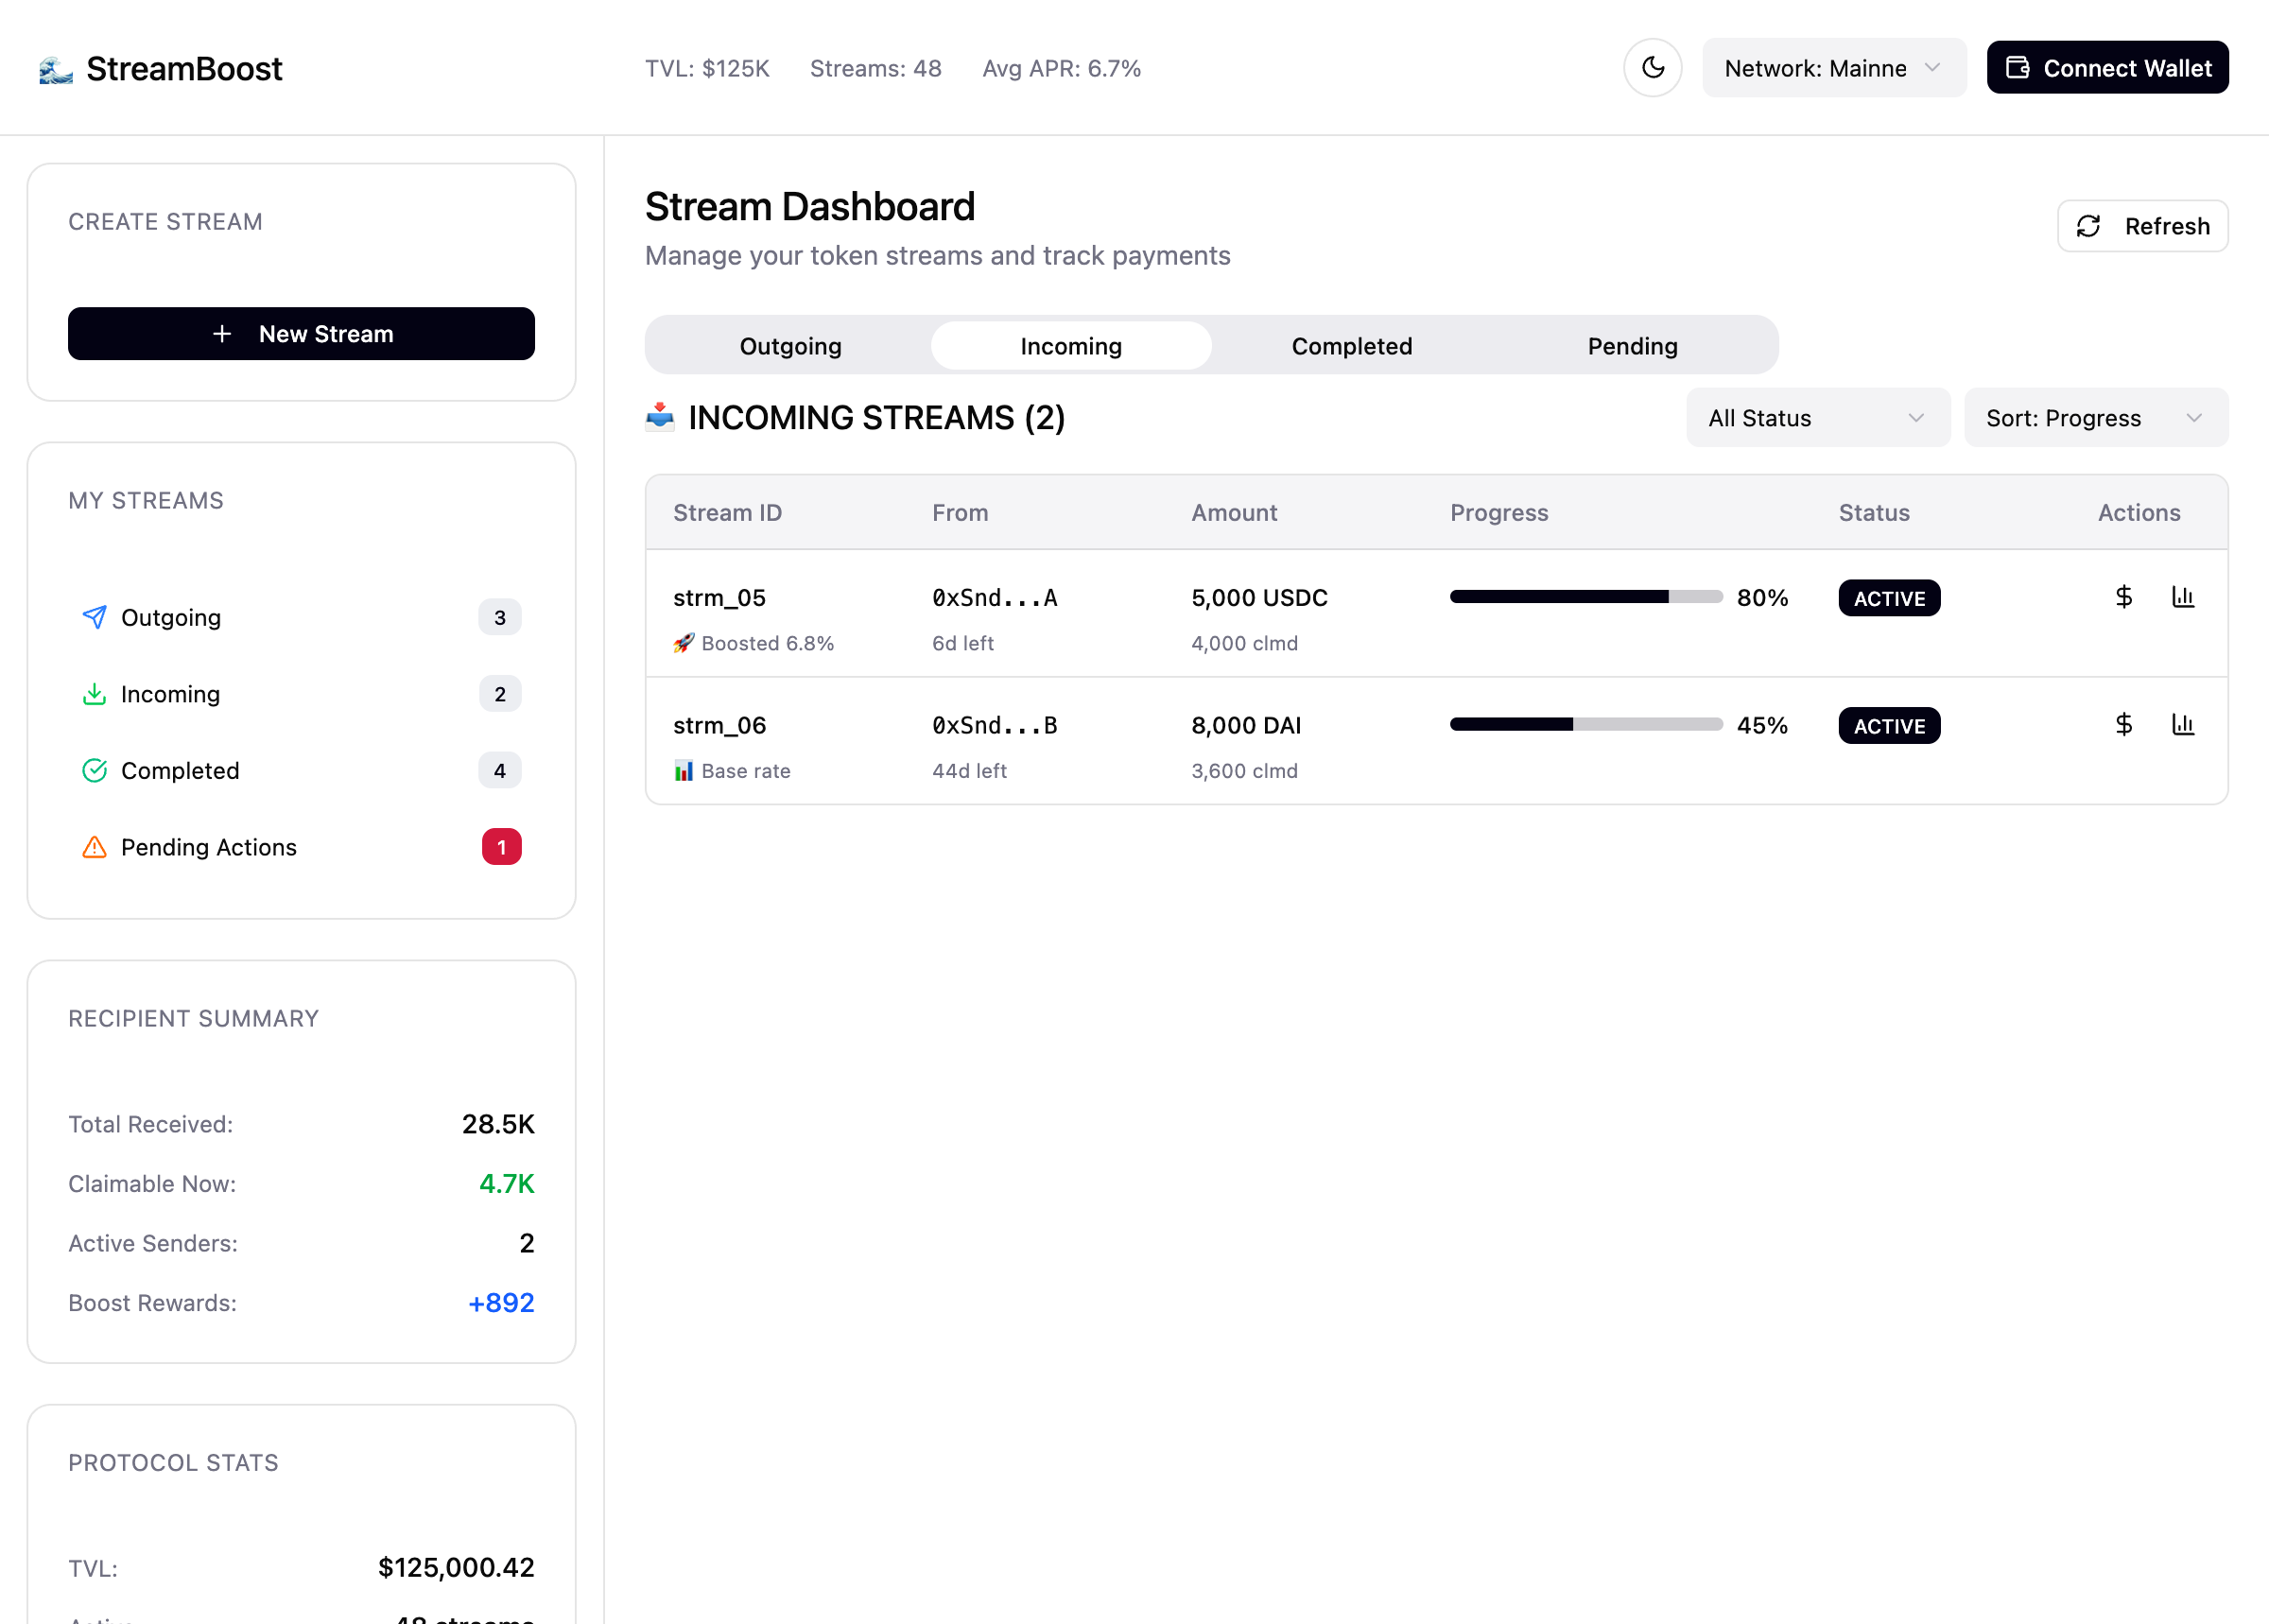 StreamBoost
TVL: $125K Streams: 48 Avg APR: 6.7%
Network: Mainne
Connect Wallet
CREATE STREAM
New Stream
MY STREAMS
Outgoing 3
Incoming 2
Completed 4
Pending Actions 1
RECIPIENT SUMMARY
Total Received: 28.5K
Claimable Now: 4.7K
Active Senders: 2
Boost Rewards: +892
PROTOCOL STATS
TVL: $125,000.42
Active 48 streams
Stream Dashboard
Manage your token streams and track payments
Refresh
Outgoing Incoming Completed Pending
INCOMING STREAMS (2)
All Status
Sort: Progress
Stream ID From Amount Progress Status Actions
strm_05 0xSnd...A 5,000 USDC 80% ACTIVE
Boosted 6.8% 6d left 4,000 clmd
strm_06 0xSnd...B 8,000 DAI 45% ACTIVE
Base rate 44d left 3,600 clmd